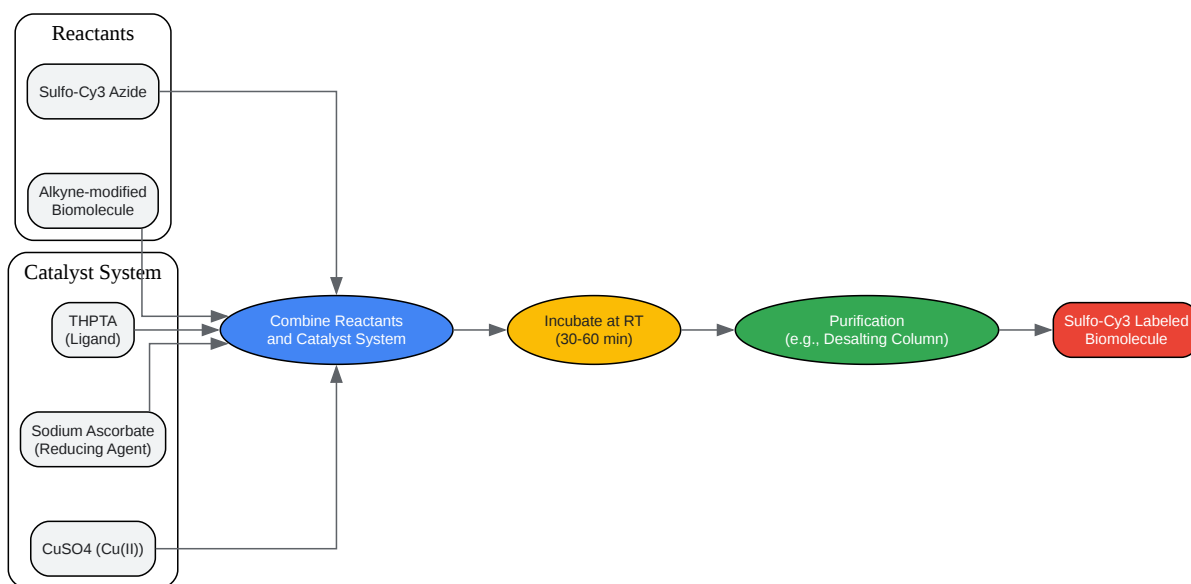 Reactants
Sulfo-Cy3 Azide
Alkyne-modified
Biomolecule
Catalyst System
THPTA
(Ligand)
Sodium Ascorbate
(Reducing Agent)
CuSO4 (Cu(II))
Combine Reactants
and Catalyst System
Incubate at RT
(30-60 min)
Purification
(e.g., Desalting Column)
Sulfo-Cy3 Labeled
Biomolecule